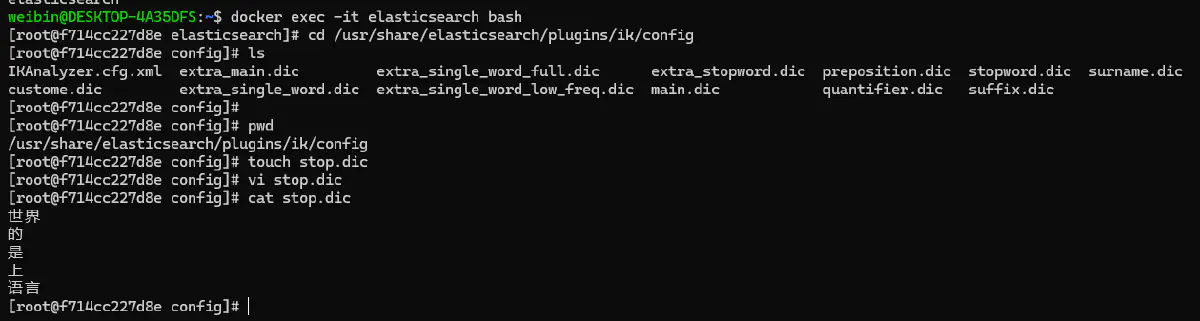 elasticsearch
weibin@DESKTOP-4A35DFS:~$ docker exec -it elasticsearch bash
[root@f714cc227d8e elasticsearch]# cd /usr/share/elasticsearch/plugins/ik/config
[root@f714cc227d8e config]# ls
IKAnalyzer.cfg.xml  extra_main.dic         extra_single_word_full.dic      extra_stopword.dic  preposition.dic  stopword.dic  surname.dic
custome.dic         extra_single_word.dic  extra_single_word_low_freq.dic  main.dic            quantifier.dic   suffix.dic
[root@f714cc227d8e config]#
[root@f714cc227d8e config]# pwd
/usr/share/elasticsearch/plugins/ik/config
[root@f714cc227d8e config]# touch stop.dic
[root@f714cc227d8e config]# vi stop.dic
[root@f714cc227d8e config]# cat stop.dic
世界
的
是
上
语言
[root@f714cc227d8e config]#